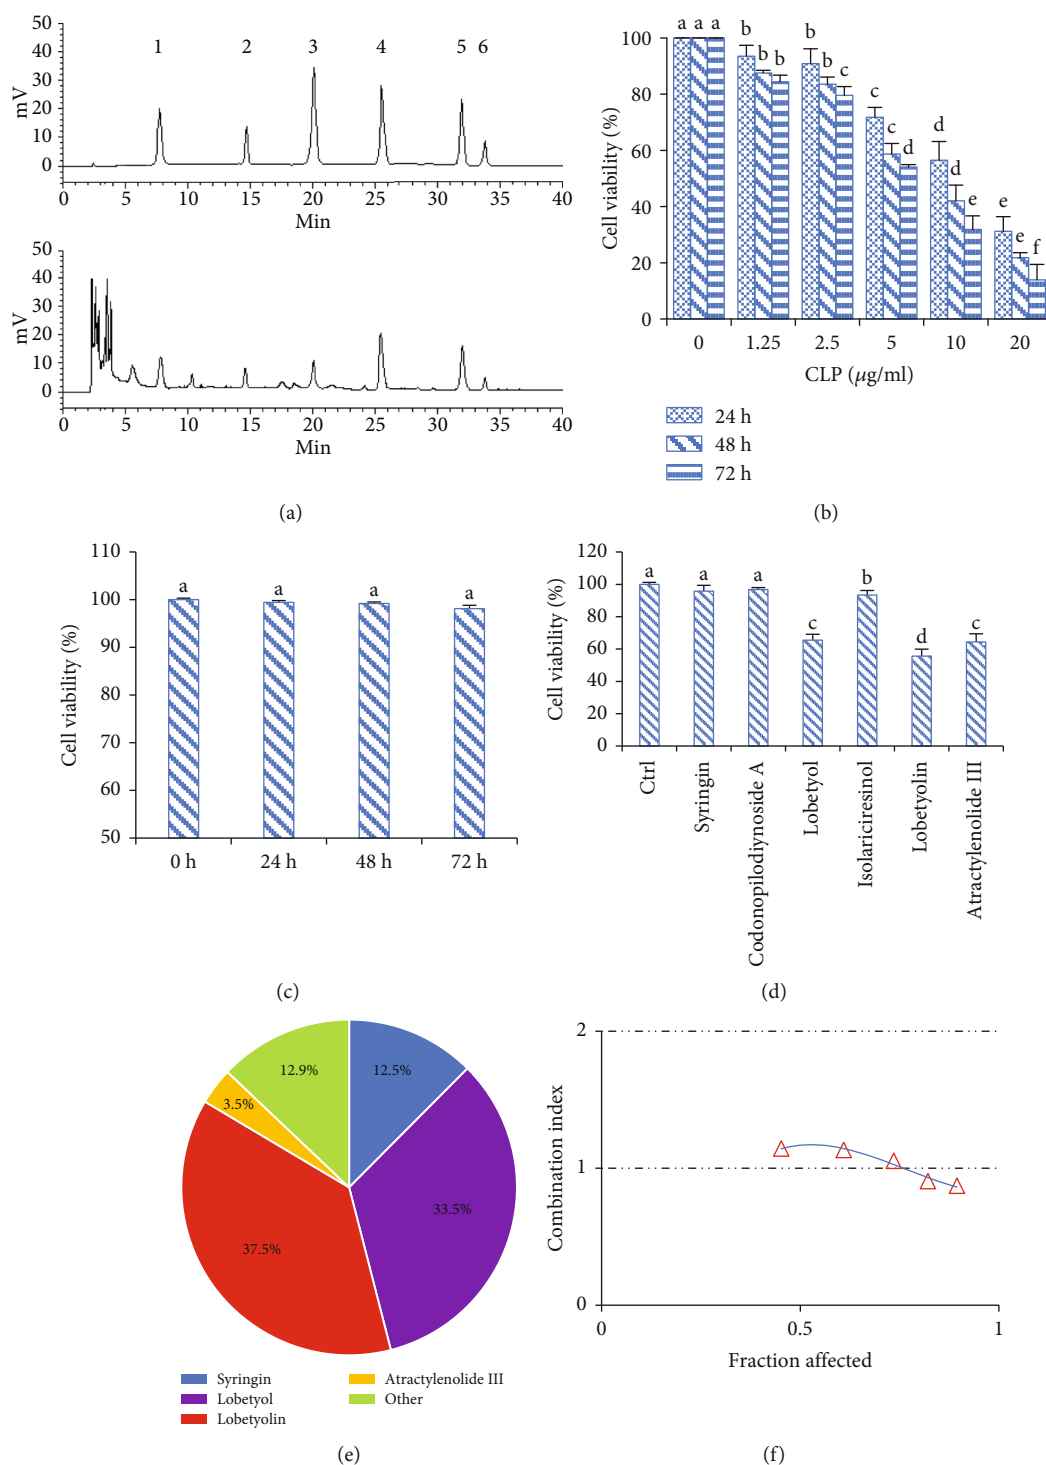 50
40
30
20
10
0
mV
1 2 3 4 5 6
0 5 10 15 20 25 30 35 40
Min
50
40
30
20
10
0
mV
0 5 10 15 20 25 30 35 40
Min
(a)
100
80
60
40
20
0
Cell viability (%)
a a a b b b b b c c c d d d e e e f
0 1.25 2.5 5 10 20
CLP (μg/ml)
24 h
48 h
72 h
(b)
110
100
90
80
70
60
50
Cell viability (%)
a a a a
0 h 24 h 48 h 72 h
(c)
120
100
80
60
40
20
0
Cell viability (%)
a a a c b d c
Ctrl
Syringin
Codonopilodiynoside A
Lobetyol
Isolariciresinol
Lobetyolin
Atractylenolide III
(d)
12.9% 12.5%
3.5%
33.5%
37.5%
Syringin
Lobetyol
Lobetyolin
Atractylenolide III
Other
(e)
2
1
0
Combination index
0 0.5 1
Fraction affected
(f)